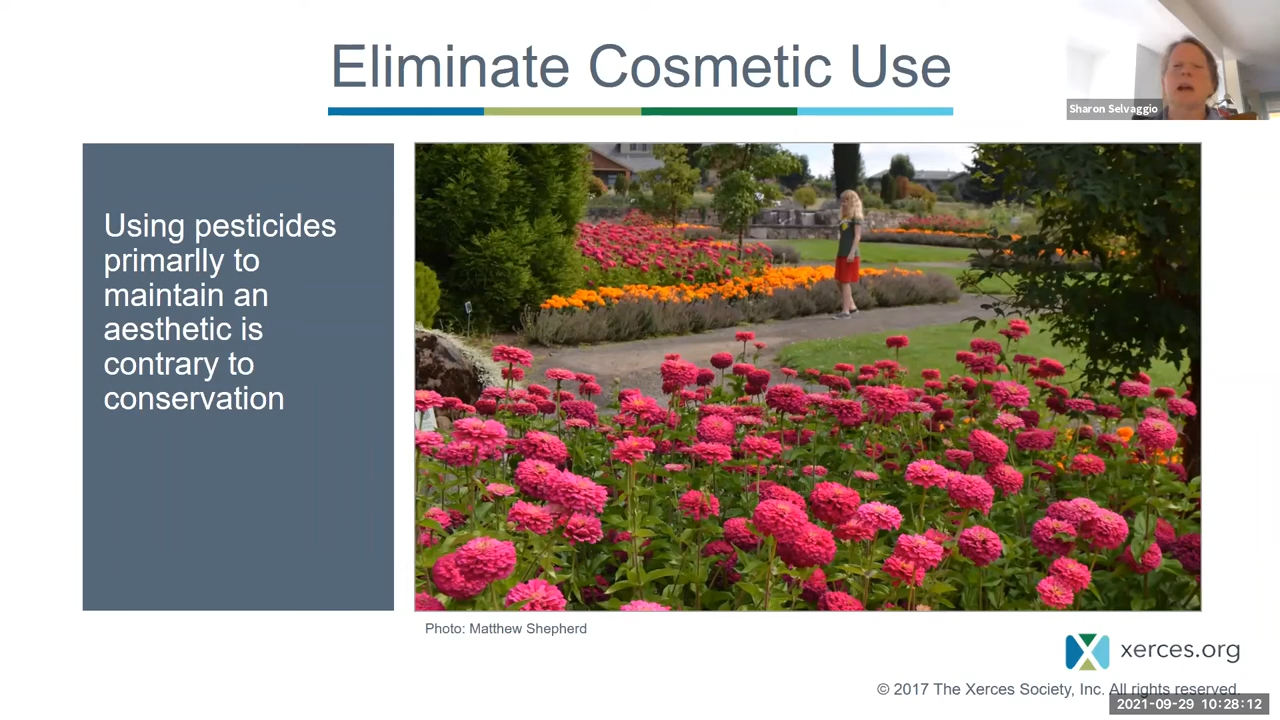 Eliminate Cosmetic Use
Sharon Selvaggio
Using pesticides
primarlly to
maintain an
aesthetic is
contrary to
conservation
Photo: Matthew Shepherd
xerces.org
© 2017 The Xerces Society, Inc. All rights reserved.
2021-09-29 10:28:12